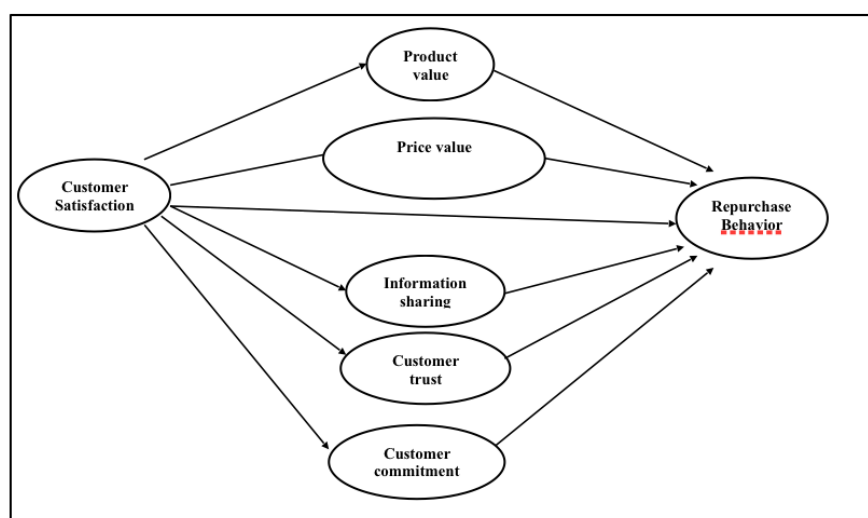 Product
value
Price value
Customer
Satisfaction
Repurchase
Behavior
Information
sharing
Customer
trust
Customer
commitment